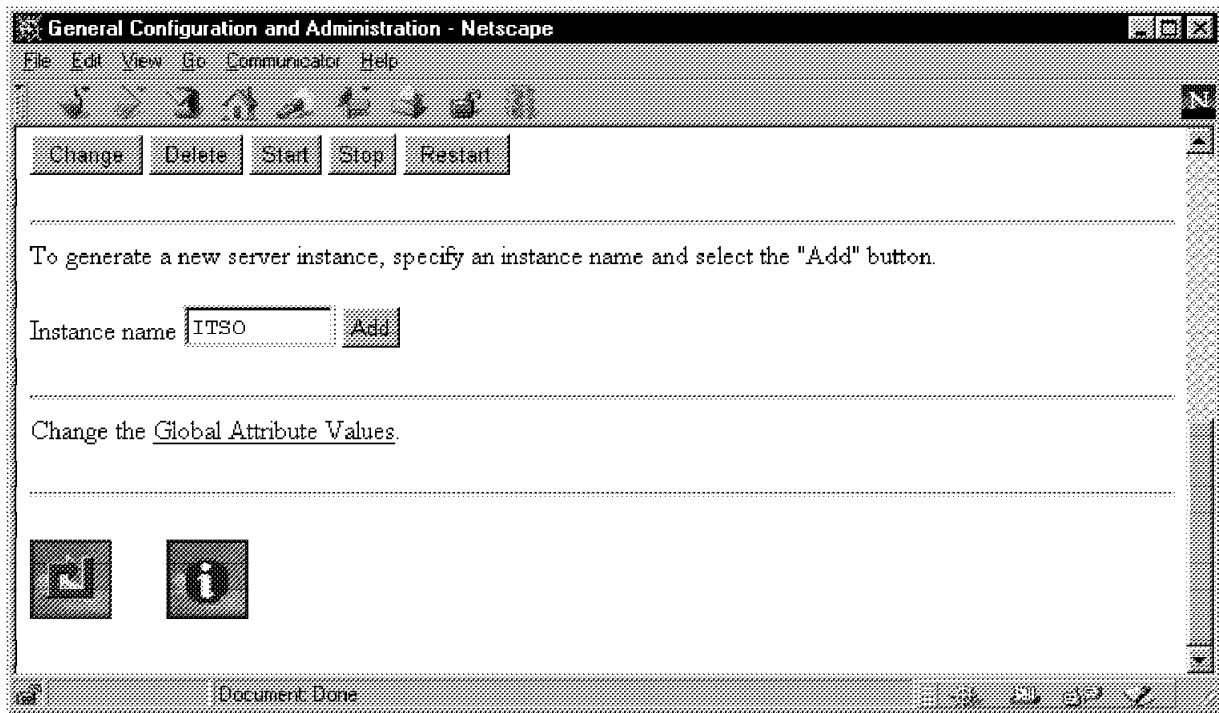 General Configuration and Administration - Netscape
File Edit View Go Communicator Help
N
Change Delete Start Stop Restart
To generate a new server instance, specify an instance name and select the "Add" button.
Instance name ITSO Add
Change the Global Attribute Values.
i
Document: Done